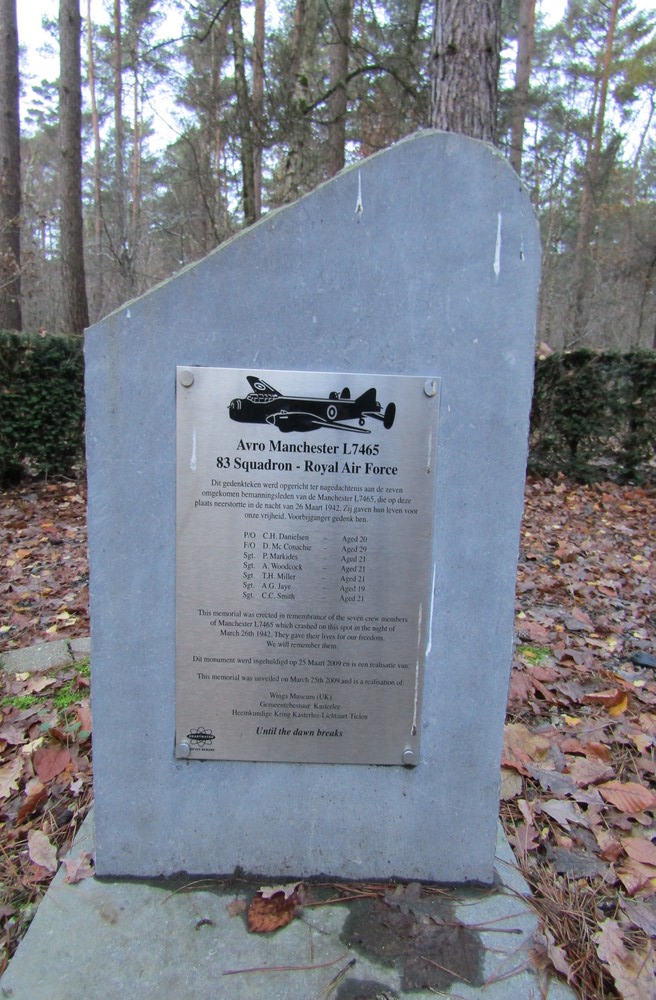 Avro Manchester L7465
83 Squadron - Royal Air Force
Dit gedenkteken werd opgericht ter nagedachtenis aan de zeven
omgekomen bemanningsleden van de Manchester L7465, die op deze
plaats neerstortte in de nacht van 26 Maart 1942. Zij gaven hun leven voor
onze vrijheid. Voorbijganger gedenk hen.
P/O C.H. Danielsen - Aged 20
F/O D. Mc Conachie - Aged 29
Sgt. P. Markides - Aged 21
Sgt. A. Woodcock - Aged 21
Sgt. T.H. Miller - Aged 21
Sgt. A.G. Jaye - Aged 19
Sgt. C.C. Smith - Aged 21
This memorial was erected in remembrance of the seven crew members
of Manchester L7465 which crashed on this spot in the night of
March 26th 1942. They gave their lives for our freedom.
We will remember them.
Dit monument werd ingehuldigd op 25 Maart 2009 en is een realisatie van:
This memorial was unveiled on March 25th 2009 and is a realisation of:
Wings Museum (UK)
Gemeentebestuur Kasterlee
Heemkundige Kring Kasterlee-Lichtaart Tielen
Until the dawn breaks